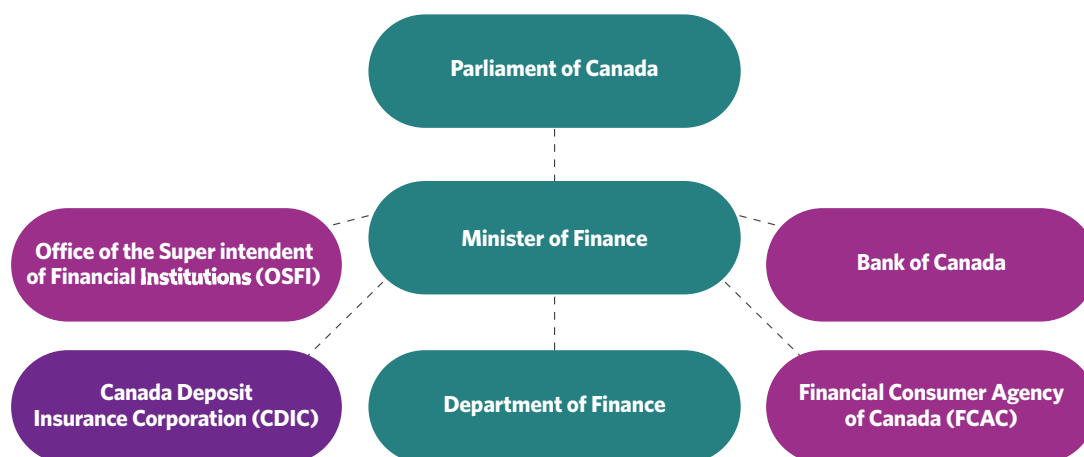 Parliament of Canada
Minister of Finance
Office of the Super intendent
of Financial Institutions (OSFI)
Bank of Canada
Canada Deposit
Insurance Corporation (CDIC)
Department of Finance
Financial Consumer Agency
of Canada (FCAC)